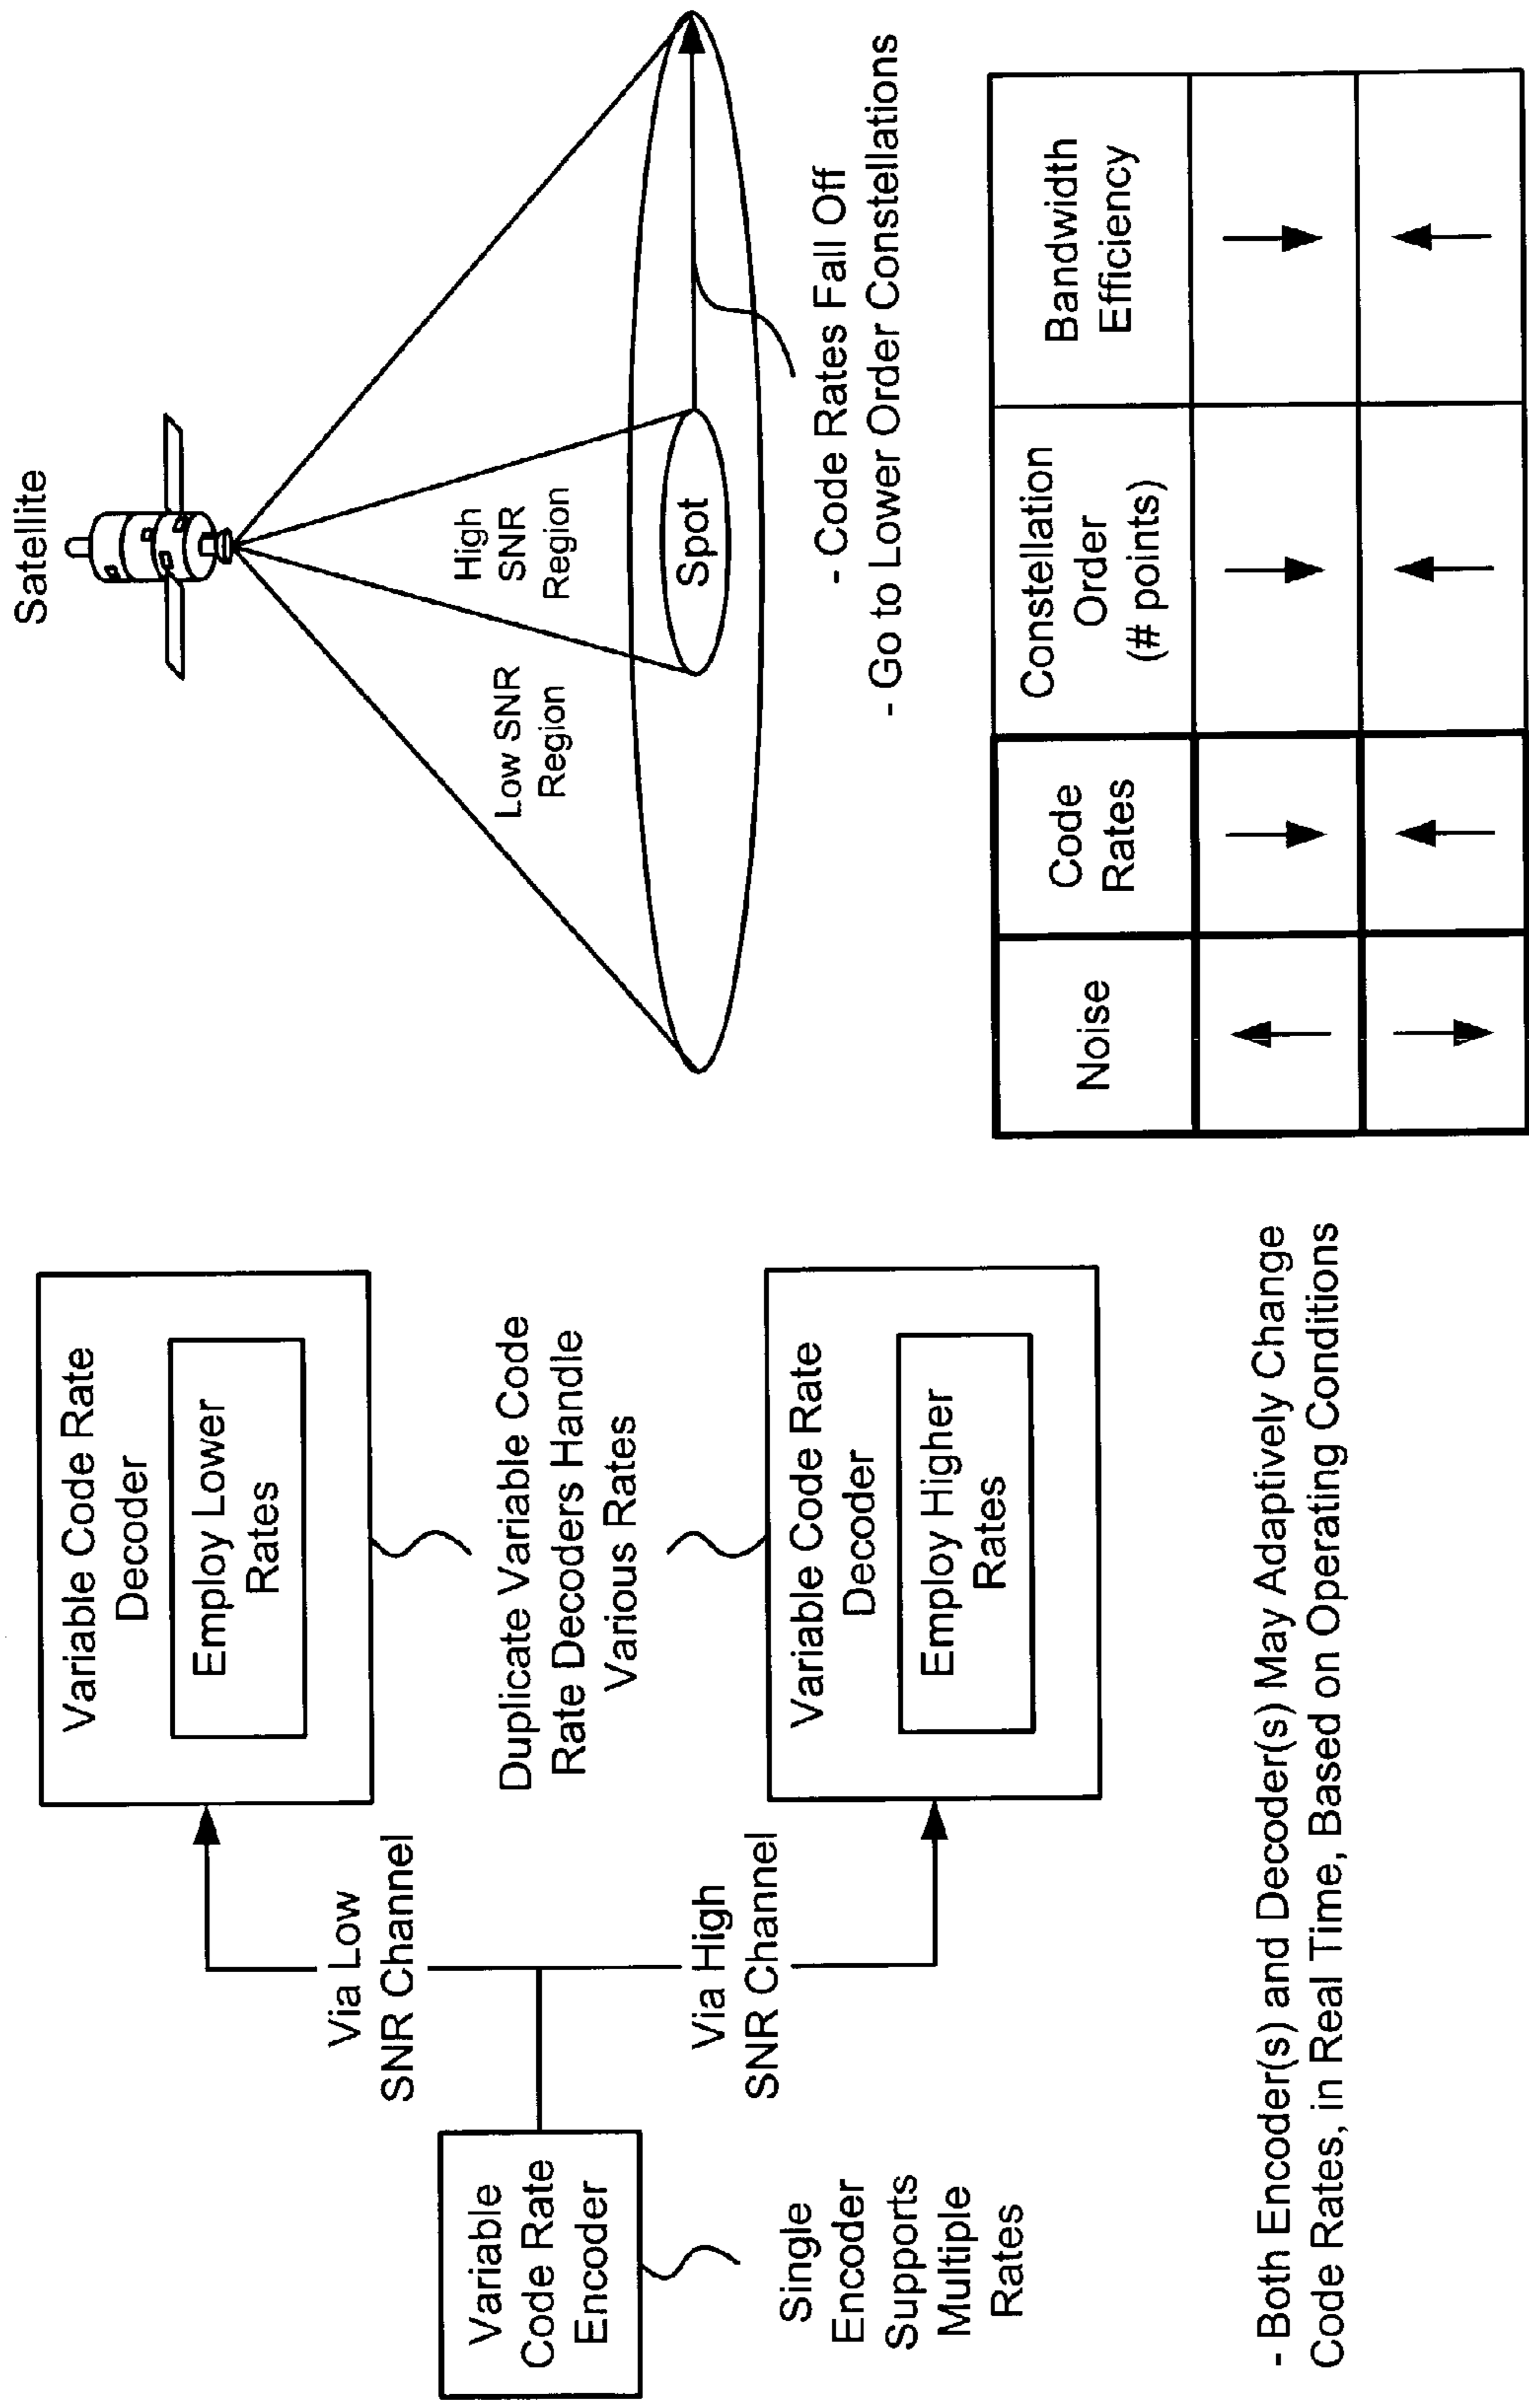 Variable
Code Rate
Encoder
Single
Encoder
Supports
Multiple
Rates
Via Low
SNR Channel
Via High
SNR Channel
Variable Code Rate
Decoder
Employ Lower
Rates
Duplicate Variable Code
Rate Decoders Handle
Various Rates
Variable Code Rate
Decoder
Employ Higher
Rates
- Both Encoder(s) and Decoder(s) May Adaptively Change
Code Rates, in Real Time, Based on Operating Conditions
Satellite
Low SNR
Region
High
SNR
Region
Spot
- Code Rates Fall Off
- Go to Lower Order Constellations
Noise
Code
Rates
Constellation
Order
(# points)
Bandwidth
Efficiency